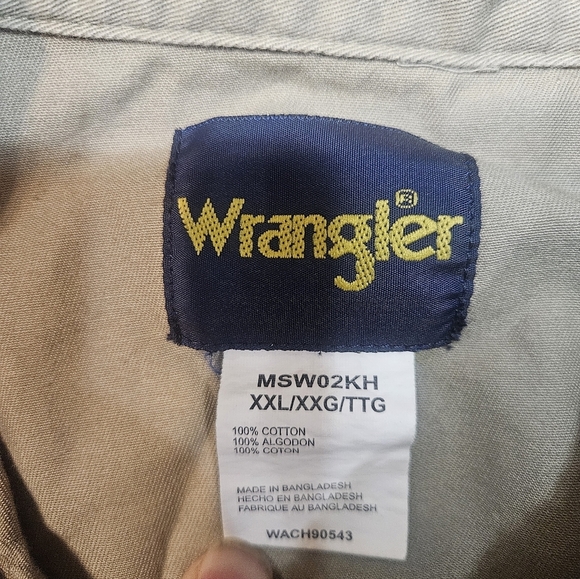 Wrangler®
MSW02KH
XXL/XXG/TTG
100% COTTON
100% ALGODON
100% COTON
MADE IN BANGLADESH
HECHO EN BANGLADESH
FABRIQUE AU BANGLADESH
WACH90543